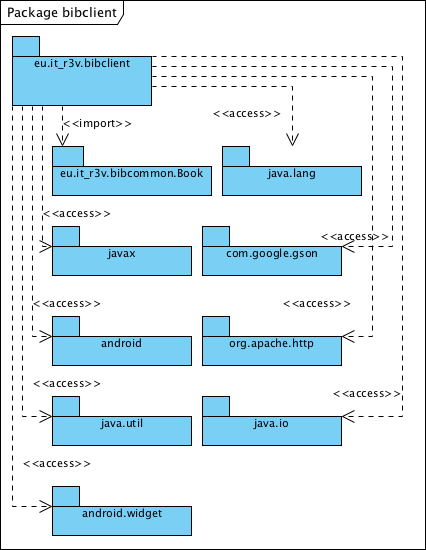 Package bibclient
eu.it_r3v.bibclient
<<import>>
<<access>>
eu.it_r3v.bibcommon.Book
java.lang
<<access>>
<<access>>
javax
com.google.gson
<<access>>
<<access>>
android
org.apache.http
<<access>>
<<access>>
java.util
java.io
<<access>>
android.widget